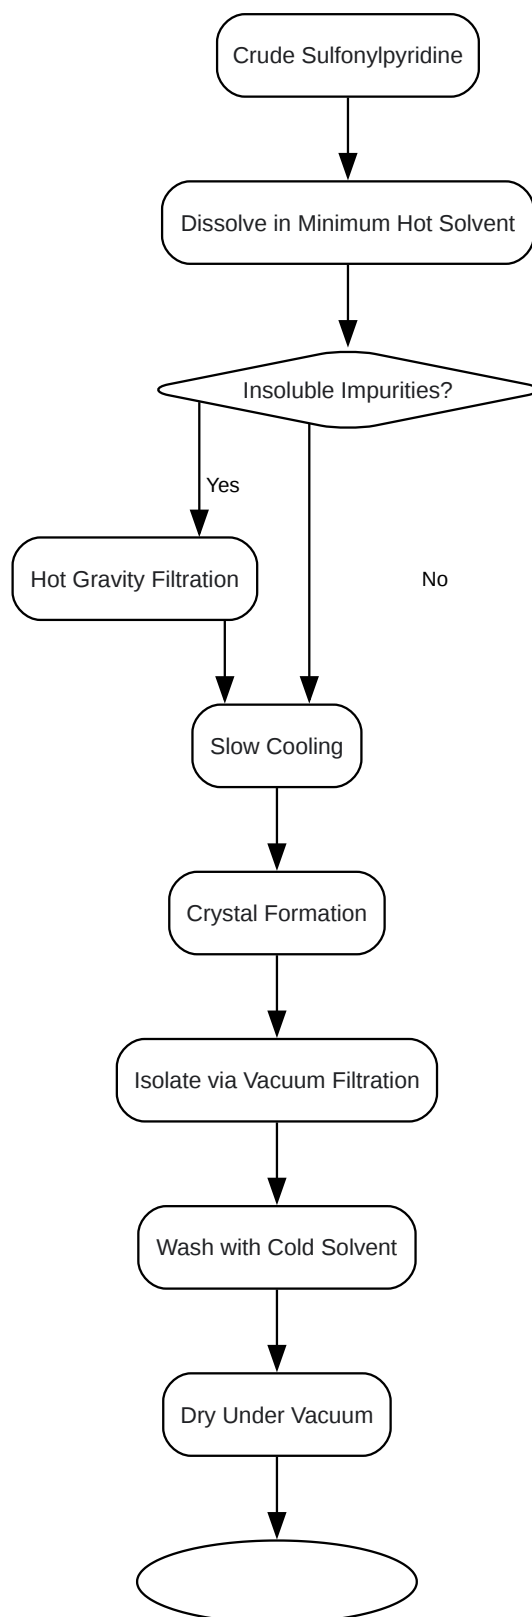 Crude Sulfonylpyridine
Dissolve in Minimum Hot Solvent
Insoluble Impurities?
Yes
Hot Gravity Filtration
No
Slow Cooling
Crystal Formation
Isolate via Vacuum Filtration
Wash with Cold Solvent
Dry Under Vacuum